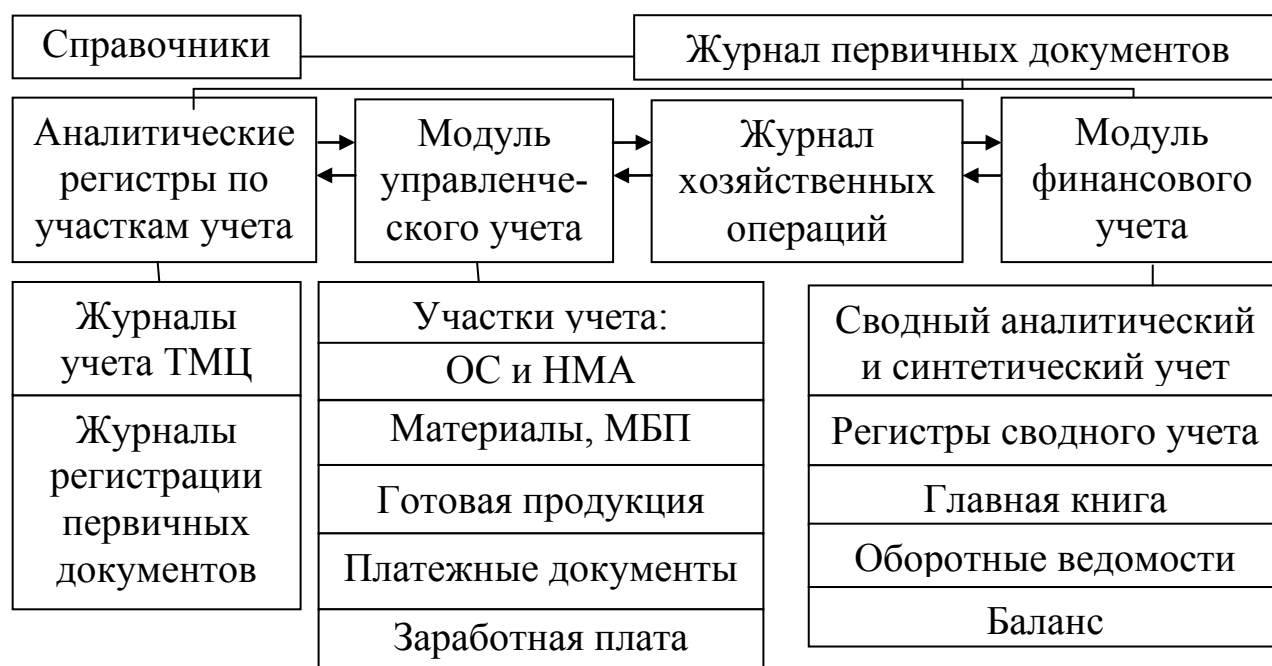 Справочники
Журнал первичных документов
Аналитические
регистры по
участкам учета
Модуль
управленче-
ского учета
Журнал
хозяйственных
операций
Модуль
финансового
учета
Журналы
учета ТМЦ
Журналы
регистрации
первичных
документов
Участки учета:
ОС и НМА
Материалы, МБП
Готовая продукция
Платежные документы
Заработная плата
Сводный аналитический
и синтетический учет
Регистры сводного учета
Главная книга
Оборотные ведомости
Баланс